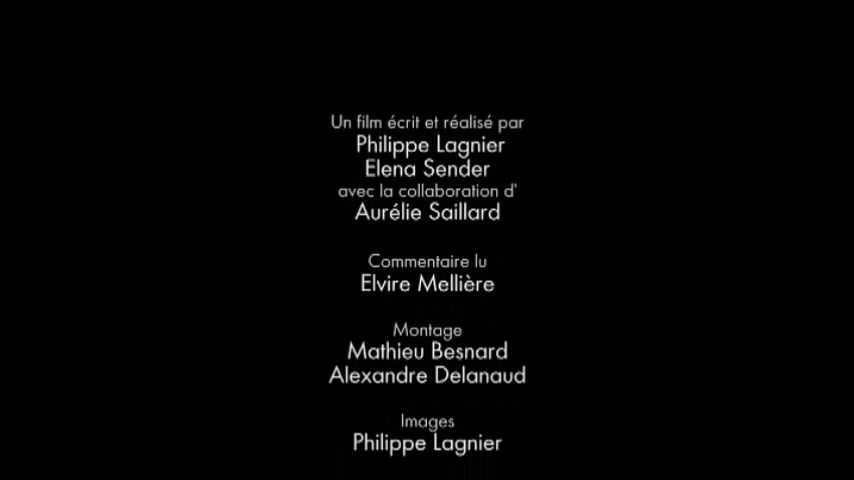 Un film écrit et réalisé par
Philippe Lagnier
Elena Sender
avec la collaboration d'
Aurélie Saillard
Commentaire lu
Elvire Mellière
Montage
Mathieu Besnard
Alexandre Delanaud
Images
Philippe Lagnier